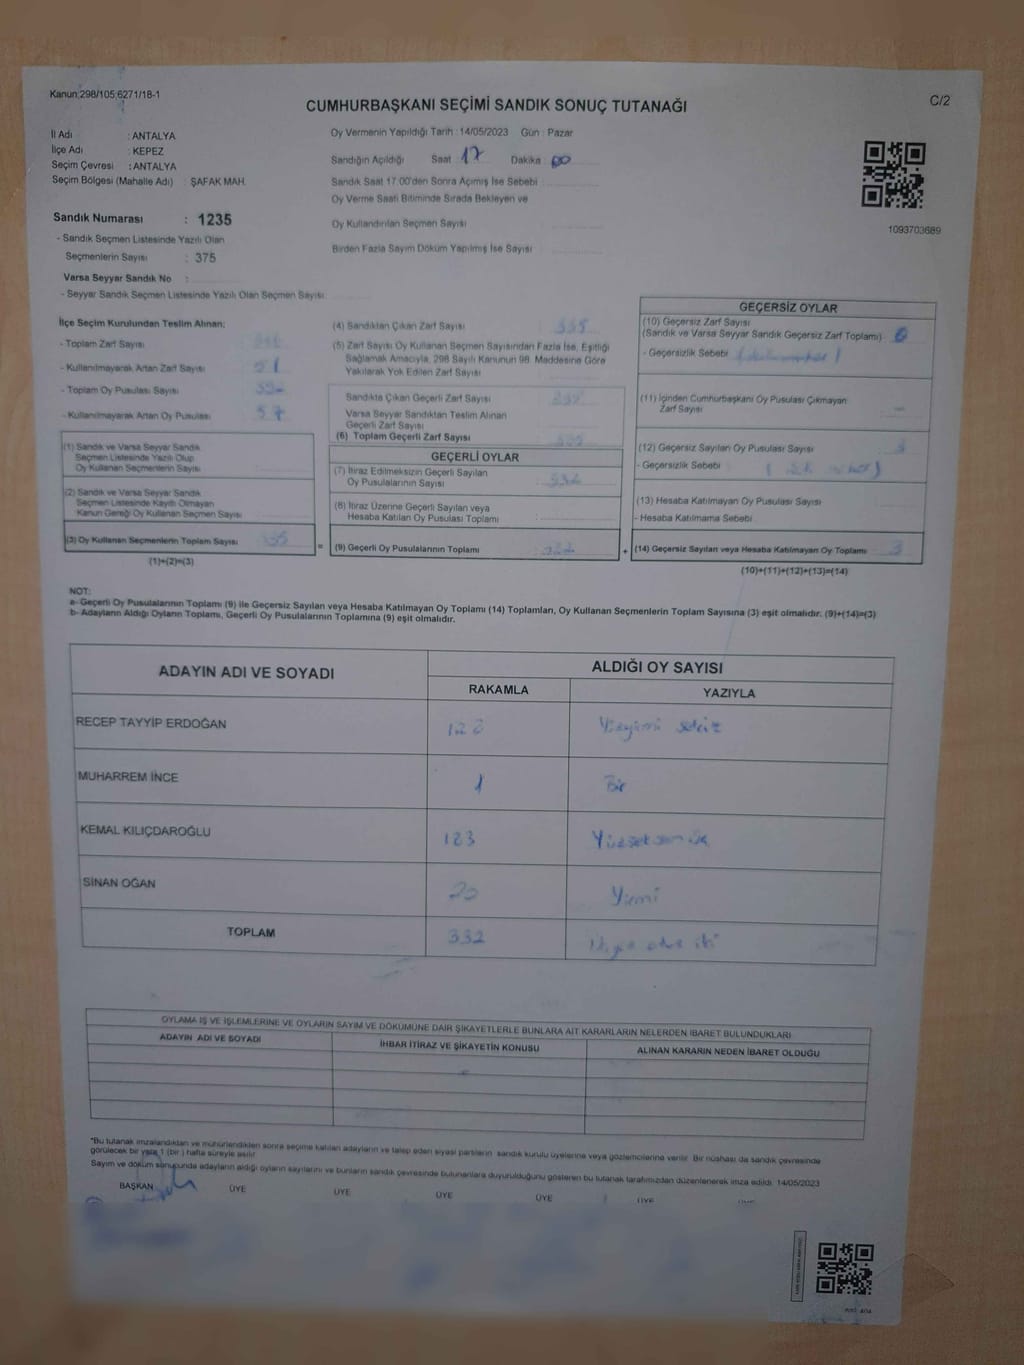 Kanun:298/105;6271/18-1
CUMHURBAŞKANI SEÇİMİ SANDIK SONUÇ TUTANAĞI
C/2
İl Adı : ANTALYA
İlçe Adı : KEPEZ
Seçim Çevresi : ANTALYA
Seçim Bölgesi (Mahalle Adı) : ŞAFAK MAH.
Oy Vermenin Yapıldığı Tarih : 14/05/2023 Gün : Pazar
Sandığın Açıldığı Saat 17 Dakika 00
Sandık Saat 17:00'den Sonra Açımış İse Sebebi :
Oy Verme Saati Bitiminde Sırada Bekleyen ve
Oy Kullandırılan Seçmen Sayısı :
Birden Fazla Sayım Döküm Yapılmış İse Sayısı :
1093703689
Sandık Numarası : 1235
- Sandık Seçmen Listesinde Yazılı Olan
Seçmenlerin Sayısı : 375
Varsa Seyyar Sandık No :
- Seyyar Sandık Seçmen Listesinde Yazılı Olan Seçmen Sayısı:
İlçe Seçim Kurulundan Teslim Alınan;
- Toplam Zarf Sayısı :
- Kullanılmayarak Artan Zarf Sayısı :
- Toplam Oy Pusulası Sayısı :
- Kullanılmayarak Artan Oy Pusulası : 57
(1) Sandık ve Varsa Seyyar Sandık
Seçmen Listesinde Yazılı Olup
Oy Kullanan Seçmenlerin Sayısı :
(2) Sandık ve Varsa Seyyar Sandık
Seçmen Listesinde Kayıtlı Olmayan
Kanun Gereği Oy Kullanan Seçmen Sayısı :
(3) Oy Kullanan Seçmenlerin Toplam Sayısı : 335
(1)+(2)=(3)
(4) Sandıktan Çıkan Zarf Sayısı : 335
(5) Zarf Sayısı Oy Kullanan Seçmen Sayısından Fazla İse, Eşitliği
Sağlamak Amacıyla, 298 Sayılı Kanunun 98. Maddesine Göre
Yakılarak Yok Edilen Zarf Sayısı :
Sandıkta Çıkan Geçerli Zarf Sayısı : 335
Varsa Seyyar Sandıktan Teslim Alınan
Geçerli Zarf Sayısı :
(6) Toplam Geçerli Zarf Sayısı : 335
GEÇERLİ OYLAR
(7) İtiraz Edilmeksizin Geçerli Sayılan
Oy Pusulalarının Sayısı : 332
(8) İtiraz Üzerine Geçerli Sayılan veya
Hesaba Katılan Oy Pusulası Toplamı :
= (9) Geçerli Oy Pusulalarının Toplamı : 332
GEÇERSİZ OYLAR
(10) Geçersiz Zarf Sayısı
(Sandık ve Varsa Seyyar Sandık Geçersiz Zarf Toplamı) :
- Geçersizlik Sebebi
(11) İçinden Cumhurbaşkanı Oy Pusulası Çıkmayan
Zarf Sayısı : -
(12) Geçersiz Sayılan Oy Pusulası Sayısı : 3
- Geçersizlik Sebebi
(13) Hesaba Katılmayan Oy Pusulası Sayısı
- Hesaba Katılmama Sebebi
+ (14) Geçersiz Sayılan veya Hesaba Katılmayan Oy Toplamı : 3
(10)+(11)+(12)+(13)=(14)
NOT:
a- Geçerli Oy Pusulalarının Toplamı (9) ile Geçersiz Sayılan veya Hesaba Katılmayan Oy Toplamı (14) Toplamları, Oy Kullanan Seçmenlerin Toplam Sayısına (3) eşit olmalıdır. (9)+(14)=(3)
b- Adayların Aldığı Oyların Toplamı, Geçerli Oy Pusulalarının Toplamına (9) eşit olmalıdır.
ADAYIN ADI VE SOYADI ALDIĞI OY SAYISI
RAKAMLA YAZIYLA
RECEP TAYYİP ERDOĞAN 128 Yüzyirmi sekiz
MUHARREM İNCE 1 Bir
KEMAL KILIÇDAROĞLU 183 Yüzseksen üç
SİNAN OĞAN 20 Yirmi
TOPLAM 332
OYLAMA İŞ VE İŞLEMLERİNE VE OYLARIN SAYIM VE DÖKÜMÜNE DAİR ŞİKAYETLERLE BUNLARA AİT KARARLARIN NELERDEN İBARET BULUNDUKLARI
ADAYIN ADI VE SOYADI İHBAR İTİRAZ VE ŞİKAYETİN KONUSU ALINAN KARARIN NEDEN İBARET OLDUĞU
*Bu tutanak imzalandıktan ve mühürlendikten sonra seçime katılan adayların ve talep eden siyasi partilerin sandık kurulu üyelerine veya gözlemcilerine verilir. Bir nüshası da sandık çevresinde
görülecek bir yere 1 (bir) hafta süreyle asılır
Sayım ve döküm sonucunda adayların aldığı oyların sayılarını ve bunların sandık çevresinde bulunanlara duyurulduğunu gösteren bu tutanak tarafımızdan düzenlenerek imza edildi. 14/05/2023
BAŞKAN ÜYE ÜYE ÜYE ÜYE ÜYE